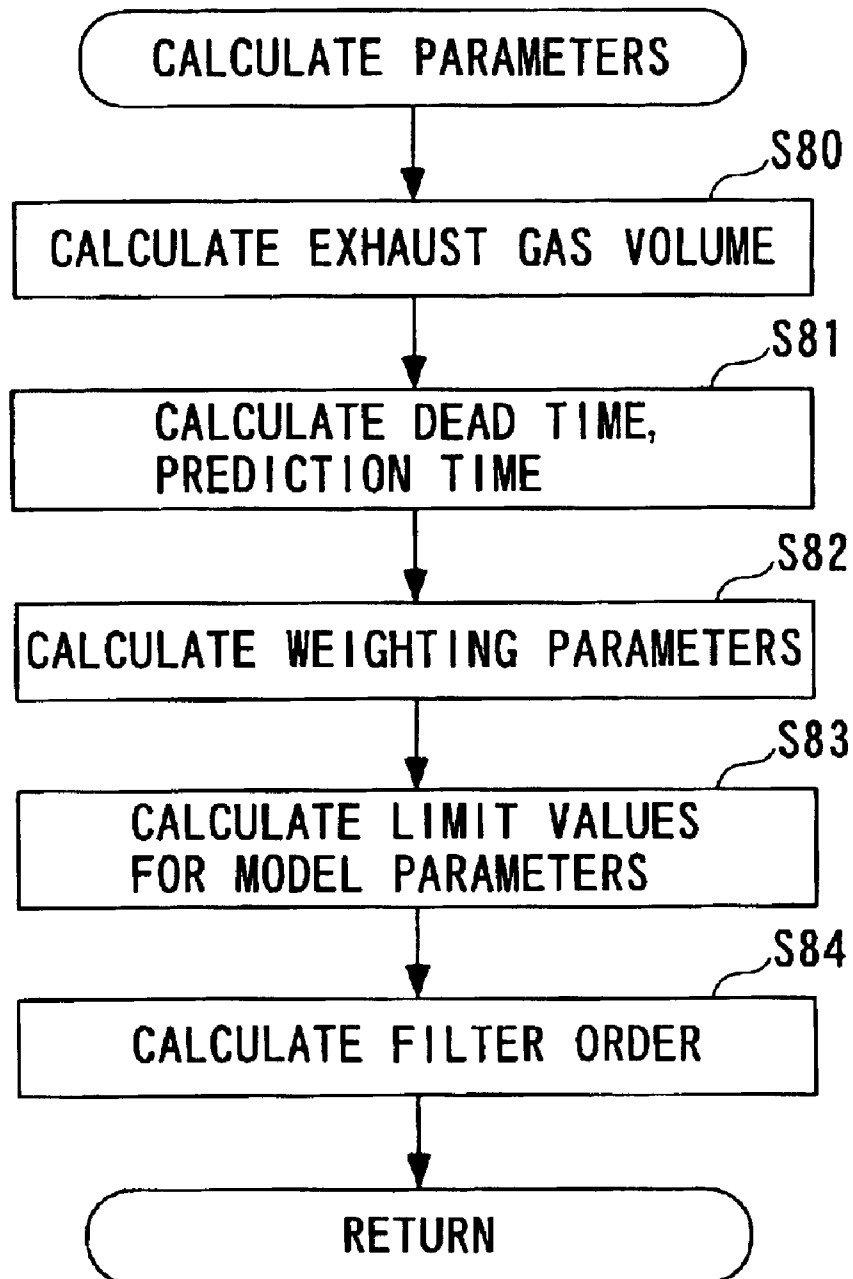 CALCULATE PARAMETERS
S80
CALCULATE EXHAUST GAS VOLUME
S81
CALCULATE DEAD TIME,
PREDICTION TIME
S82
CALCULATE WEIGHTING PARAMETERS
S83
CALCULATE LIMIT VALUES
FOR MODEL PARAMETERS
S84
CALCULATE FILTER ORDER
RETURN